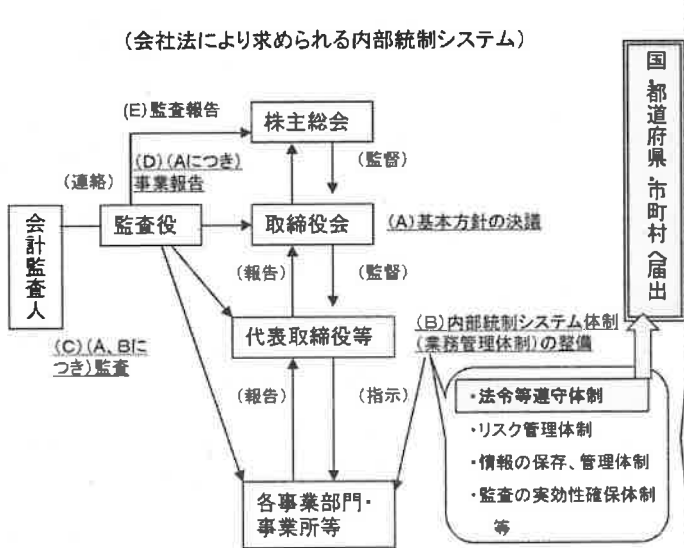 (会社法により求められる内部統制システム)
国・都道府県・市町村へ届出
(E)監査報告
株主総会
(D)(Aにつき)
事業報告
(監督)
(連絡)
会計監査人
監査役
取締役会
(A)基本方針の決議
(報告)
(監督)
代表取締役等
(B)内部統制システム体制
(業務管理体制)の整備
(C)(A、Bに
つき)監査
(報告)
(指示)
・法令等遵守体制
・リスク管理体制
・情報の保存、管理体制
・監査の実効性確保体制
等
各事業部門・
事業所等